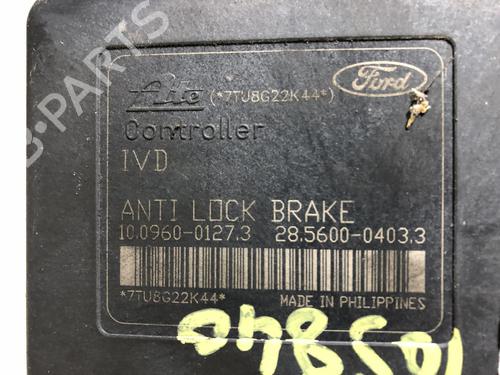 B-PARTS
Ate (*7TU8G22K44*) Ford
Controller
IVD
ANTI LOCK BRAKE
10.0960-0127.3 28.5600-0403.3
*7TU8G22K44* MADE IN PHILIPPINES